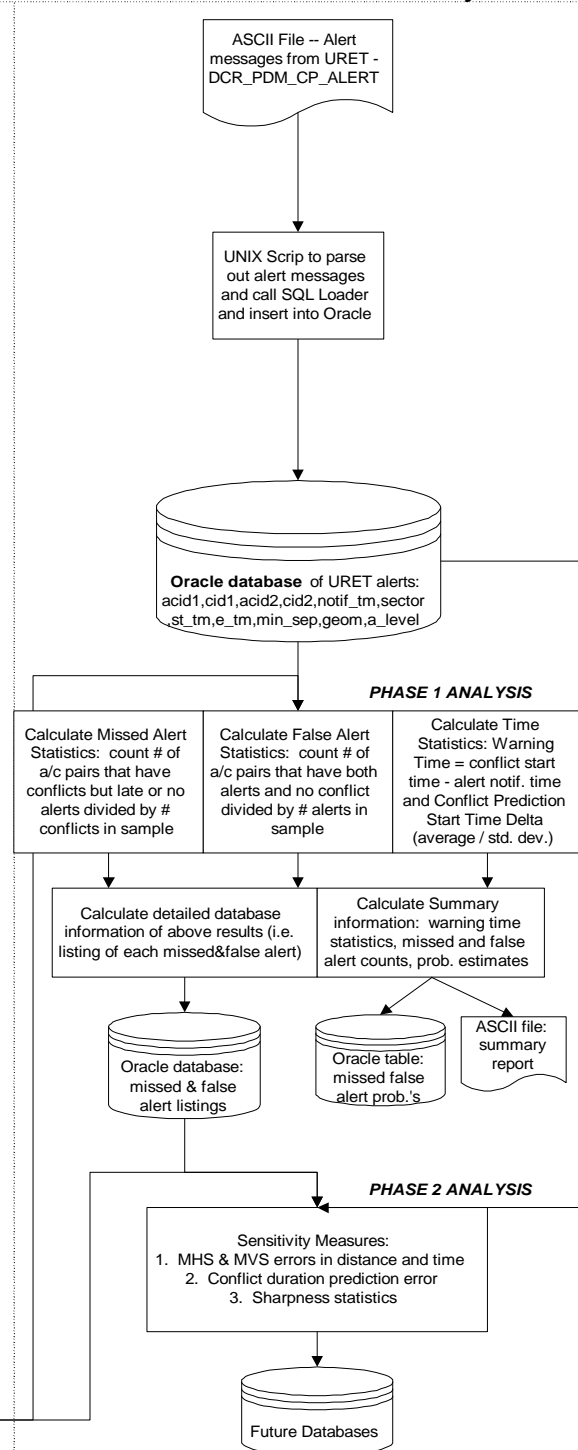 ASCII File -- Alert
messages from URET -
DCR_PDM_CP_ALERT
UNIX Scrip to parse
out alert messages
and call SQL Loader
and insert into Oracle
Oracle database of URET alerts:
acid1,cid1,acid2,cid2,notif_tm,sector
,st_tm,e_tm,min_sep,geom,a_level
PHASE 1 ANALYSIS
Calculate Missed Alert
Statistics: count # of
a/c pairs that have
conflicts but late or no
alerts divided by #
conflicts in sample
Calculate False Alert
Statistics: count # of
a/c pairs that have both
alerts and no conflict
divided by # alerts in
sample
Calculate Time
Statistics: Warning
Time = conflict start
time - alert notif. time
and Conflict Prediction
Start Time Delta
(average / std. dev.)
Calculate detailed database
information of above results (i.e.
listing of each missed&false alert)
Calculate Summary
information: warning time
statistics, missed and false
alert counts, prob. estimates
Oracle database:
missed & false
alert listings
Oracle table:
missed false
alert prob.'s
ASCII file:
summary
report
PHASE 2 ANALYSIS
Sensitivity Measures:
1. MHS & MVS errors in distance and time
2. Conflict duration prediction error
3. Sharpness statistics
Future Databases